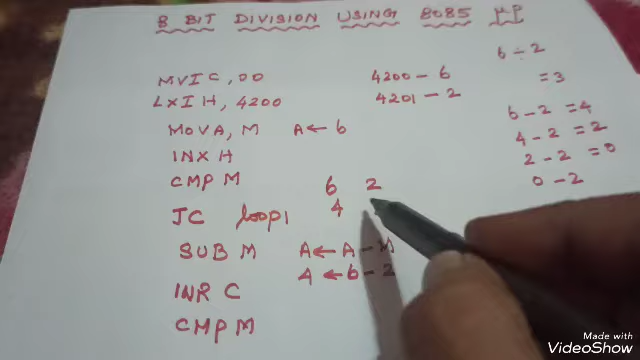 8 BIT DIVISION USING 8085 μP
6 ÷ 2
MVI C, 00 4200 - 6 = 3
LXI H, 4200 4201 - 2
6 - 2 = 4
MOV A, M A ← 6 4 - 2 = 2
INX H 2 - 2 = 0
CMP M 6 2 0 - 2
JC loop1 4
SUB M A ← A - M
4 ← 6 - 2
INR C
CMP M
Made With
VideoShow